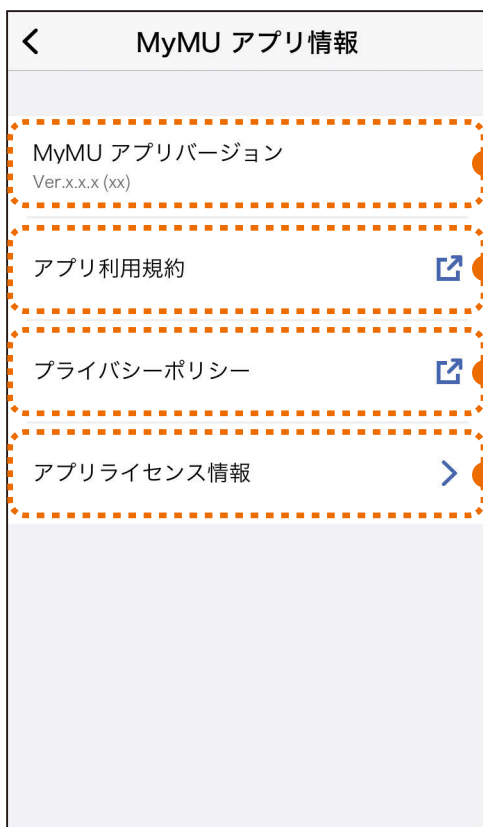 MyMU アプリ情報
MyMU アプリバージョン
Ver.x.x.x (xx)
アプリ利用規約
プライバシーポリシー
アプリライセンス情報